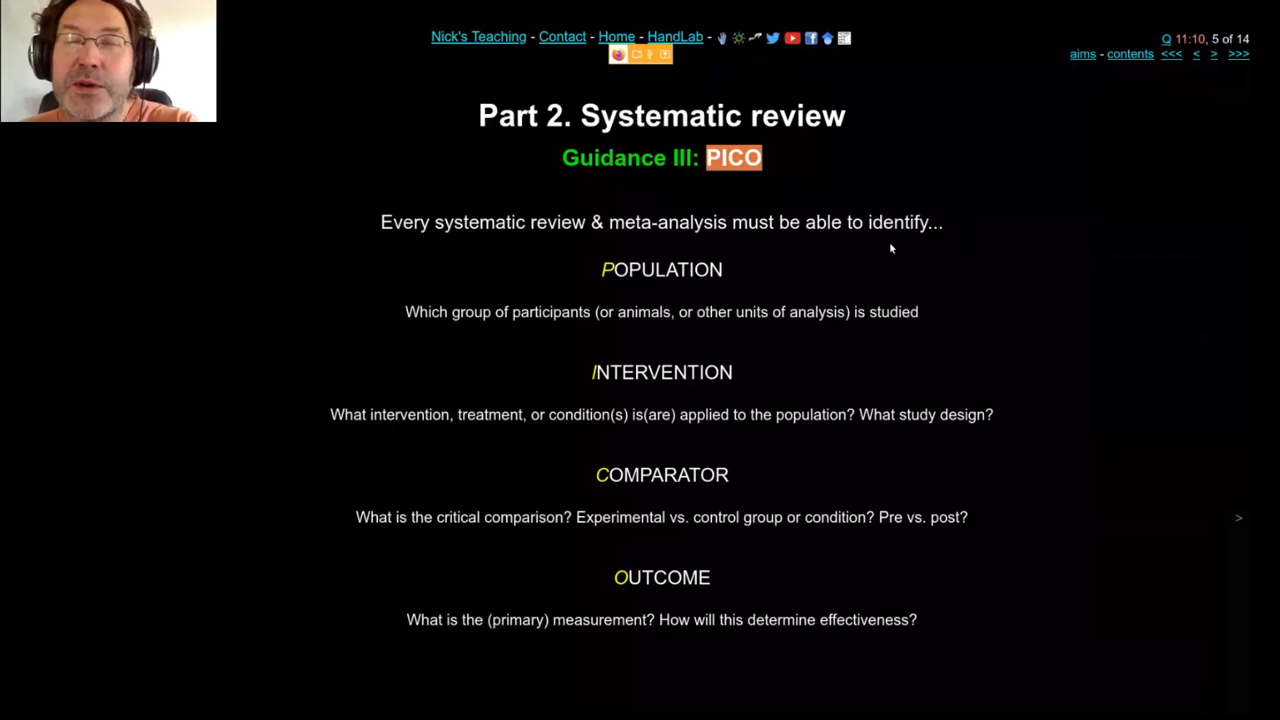 Nick's Teaching - Contact - Home - HandLab -
Q 11:10, 5 of 14
aims - contents <<< < > >>>
Part 2. Systematic review
Guidance III: PICO
Every systematic review & meta-analysis must be able to identify...
POPULATION
Which group of participants (or animals, or other units of analysis) is studied
INTERVENTION
What intervention, treatment, or condition(s) is(are) applied to the population? What study design?
COMPARATOR
What is the critical comparison? Experimental vs. control group or condition? Pre vs. post?
>
OUTCOME
What is the (primary) measurement? How will this determine effectiveness?